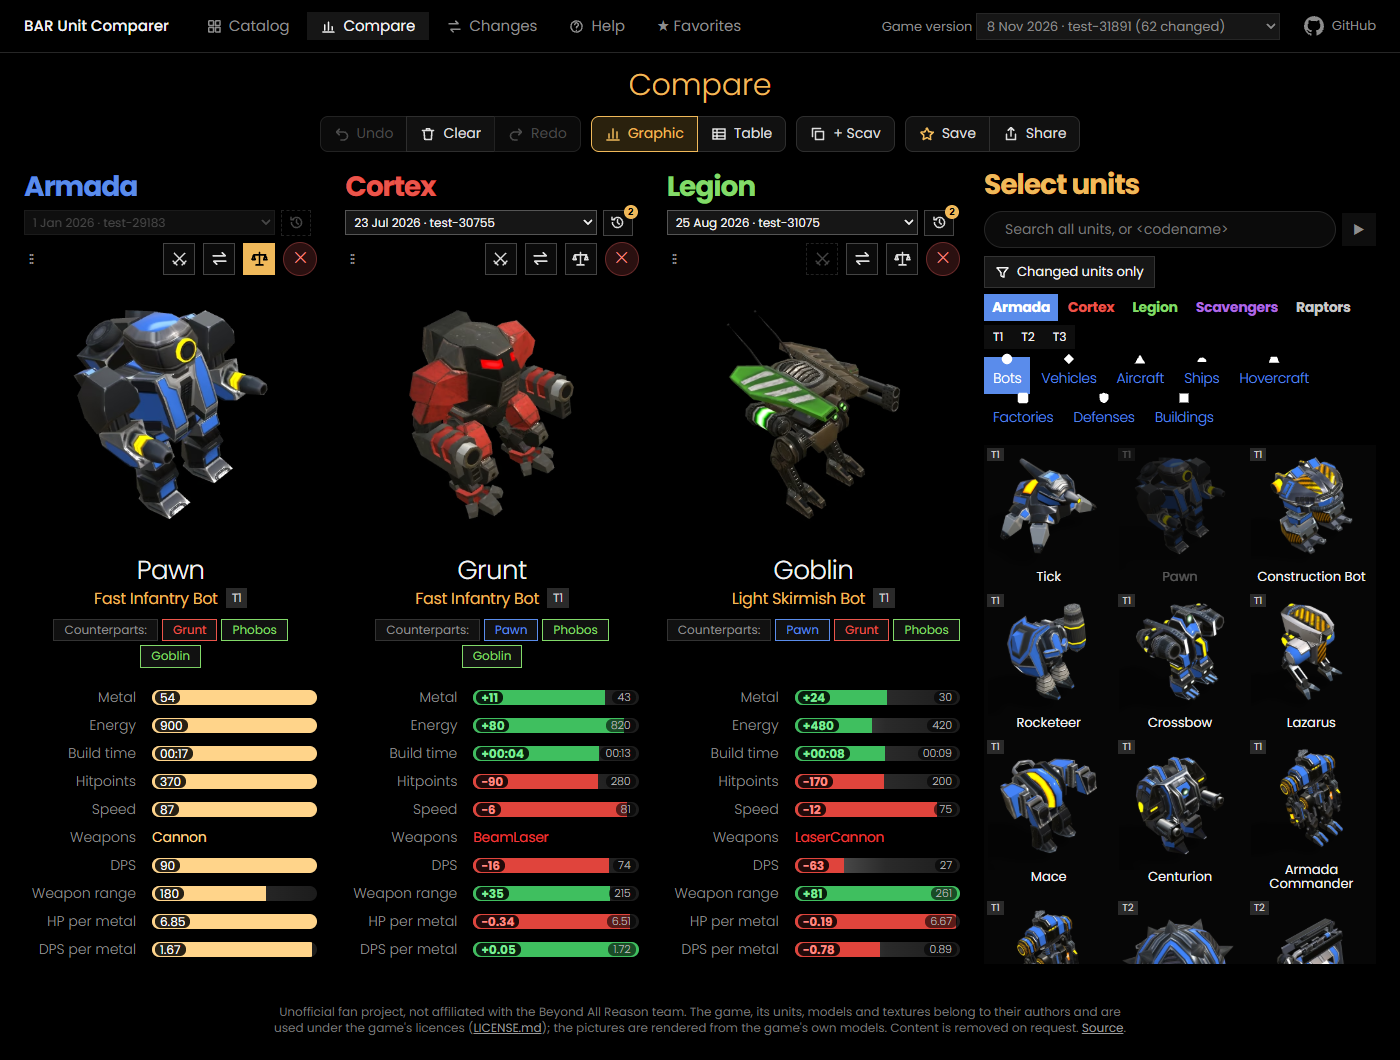 BAR Unit Comparer Catalog Compare Changes Help ★ Favorites Game version 8 Nov 2026 · test-31891 (62 changed) GitHub
Compare
Undo Clear Redo Graphic Table + Scav Save Share
Armada Cortex Legion Select units
1 Jan 2026 · test-29183 23 Jul 2026 · test-30755 2 25 Aug 2026 · test-31075 2
Search all units, or <codename>
Changed units only
Armada Cortex Legion Scavengers Raptors
T1 T2 T3
Bots Vehicles Aircraft Ships Hovercraft
Factories Defenses Buildings
Pawn Grunt Goblin
Fast Infantry Bot T1 Fast Infantry Bot T1 Light Skirmish Bot T1
Counterparts: Grunt Phobos Counterparts: Pawn Phobos Counterparts: Pawn Grunt Phobos
Goblin Goblin
Metal 54 Metal +11 43 Metal +24 30
Energy 900 Energy +80 820 Energy +480 420
Build time 00:17 Build time +00:04 00:13 Build time +00:08 00:09
Hitpoints 370 Hitpoints -90 280 Hitpoints -170 200
Speed 87 Speed -6 81 Speed -12 75
Weapons Cannon Weapons BeamLaser Weapons LaserCannon
DPS 90 DPS -16 74 DPS -63 27
Weapon range 180 Weapon range +35 215 Weapon range +81 261
HP per metal 6.85 HP per metal -0.34 6.51 HP per metal -0.19 6.67
DPS per metal 1.67 DPS per metal +0.05 1.72 DPS per metal -0.78 0.89
T1 T1 T1
Tick Pawn Construction Bot
T1 T1 T1
Rocketeer Crossbow Lazarus
T1 T1 T1
Mace Centurion Armada Commander
T1 T2 T2
Unofficial fan project, not affiliated with the Beyond All Reason team. The game, its units, models and textures belong to their authors and are
used under the game's licences (LICENSE.md); the pictures are rendered from the game's own models. Content is removed on request. Source.